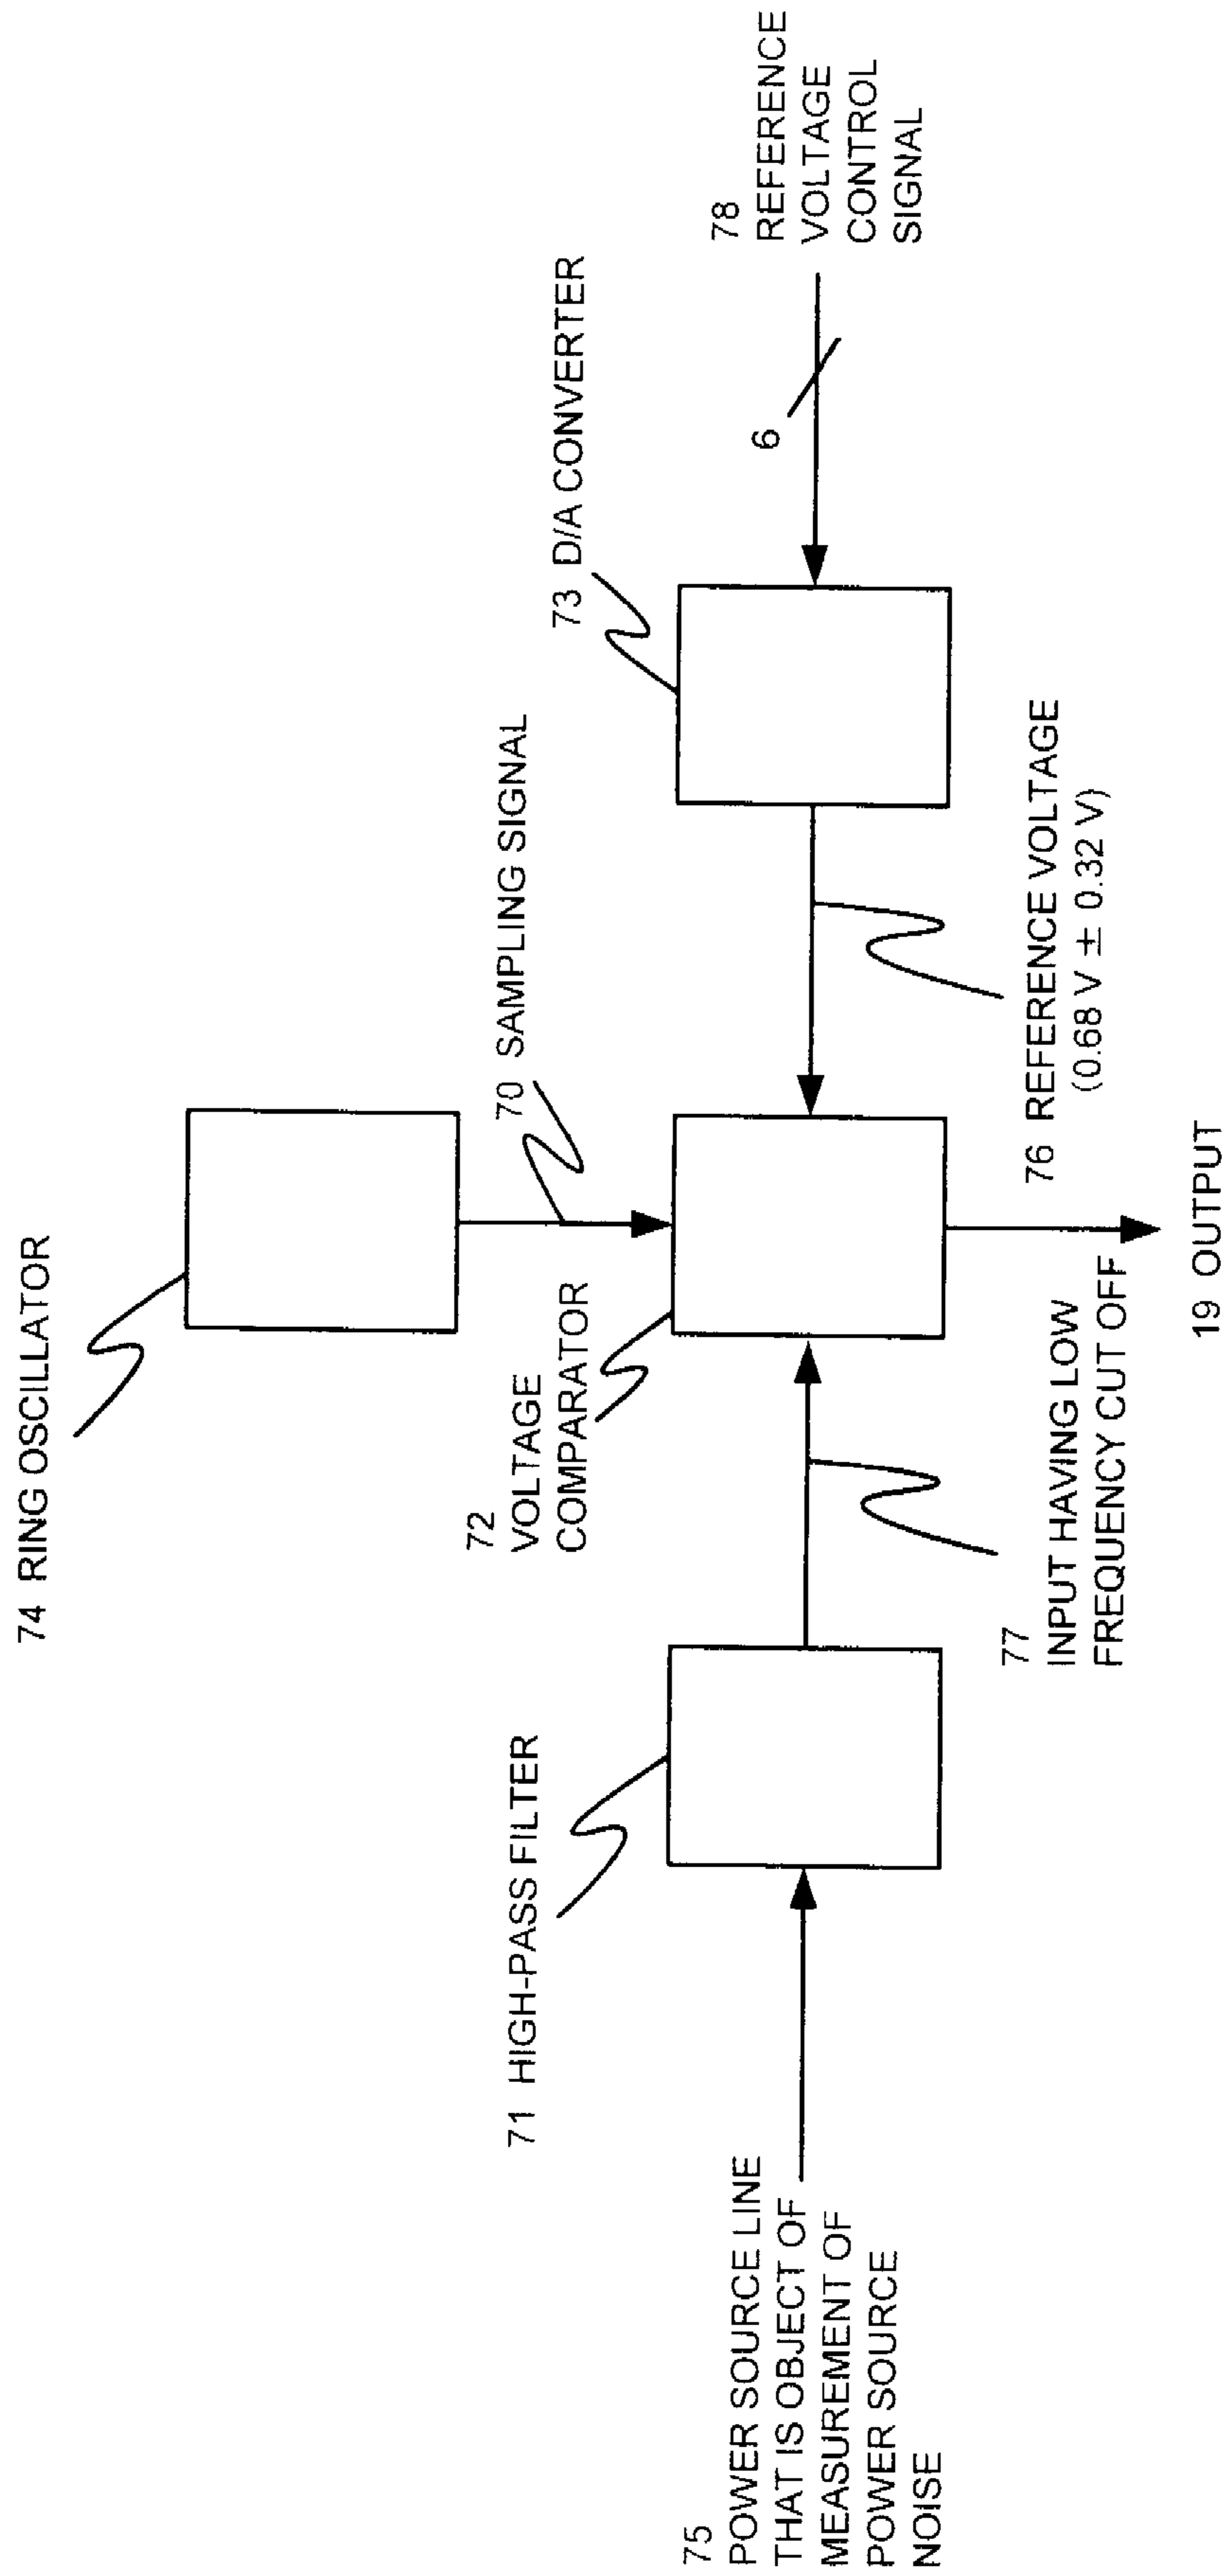 74 RING OSCILLATOR
70 SAMPLING SIGNAL
72
VOLTAGE
COMPARATOR
71 HIGH-PASS FILTER
73 D/A CONVERTER
75
POWER SOURCE LINE
THAT IS OBJECT OF
MEASUREMENT OF
POWER SOURCE
NOISE
6
78
REFERENCE
VOLTAGE
CONTROL
SIGNAL
77
INPUT HAVING LOW
FREQUENCY CUT OFF
76 REFERENCE VOLTAGE
(0.68 V ± 0.32 V)
19 OUTPUT